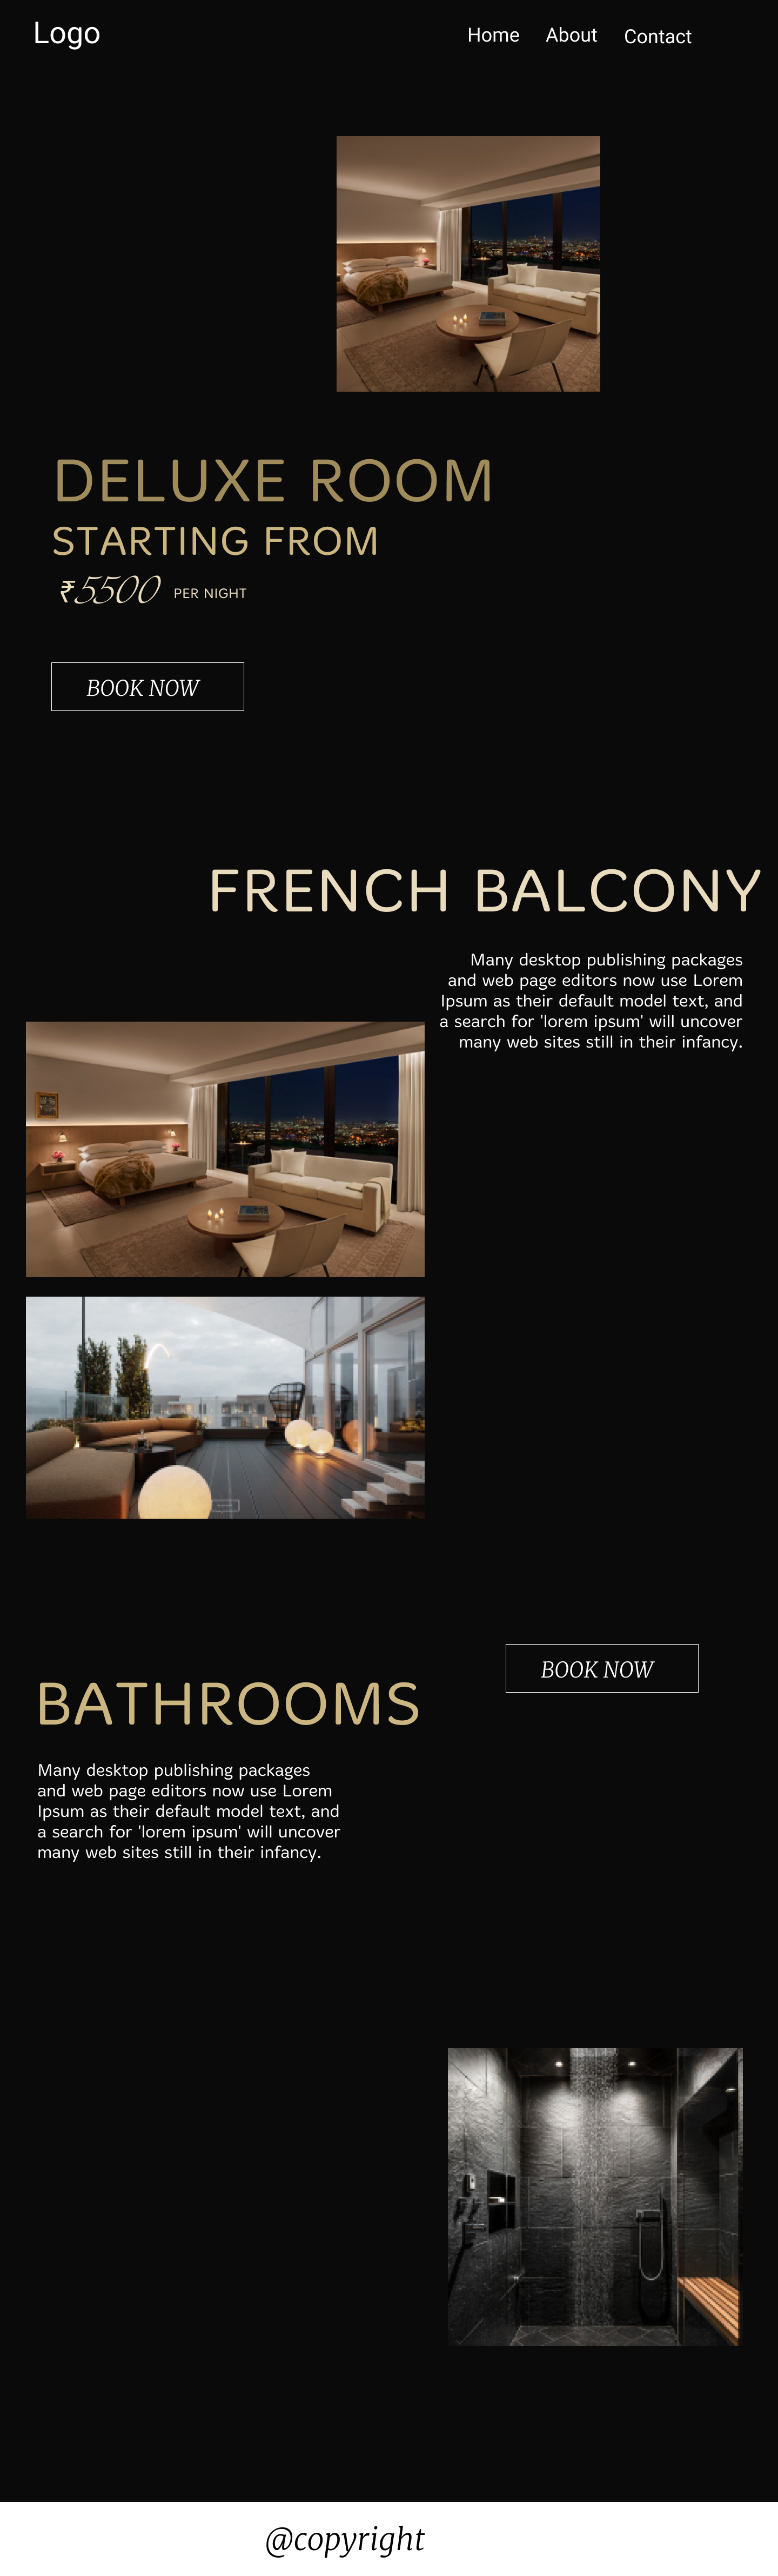 Logo
Home About Contact
DELUXE ROOM
STARTING FROM
₹5500 PER NIGHT
BOOK NOW
FRENCH BALCONY
Many desktop publishing packages
and web page editors now use Lorem
Ipsum as their default model text, and
a search for 'lorem ipsum' will uncover
many web sites still in their infancy.
BOOK NOW
BATHROOMS
Many desktop publishing packages
and web page editors now use Lorem
Ipsum as their default model text, and
a search for 'lorem ipsum' will uncover
many web sites still in their infancy.
@copyright